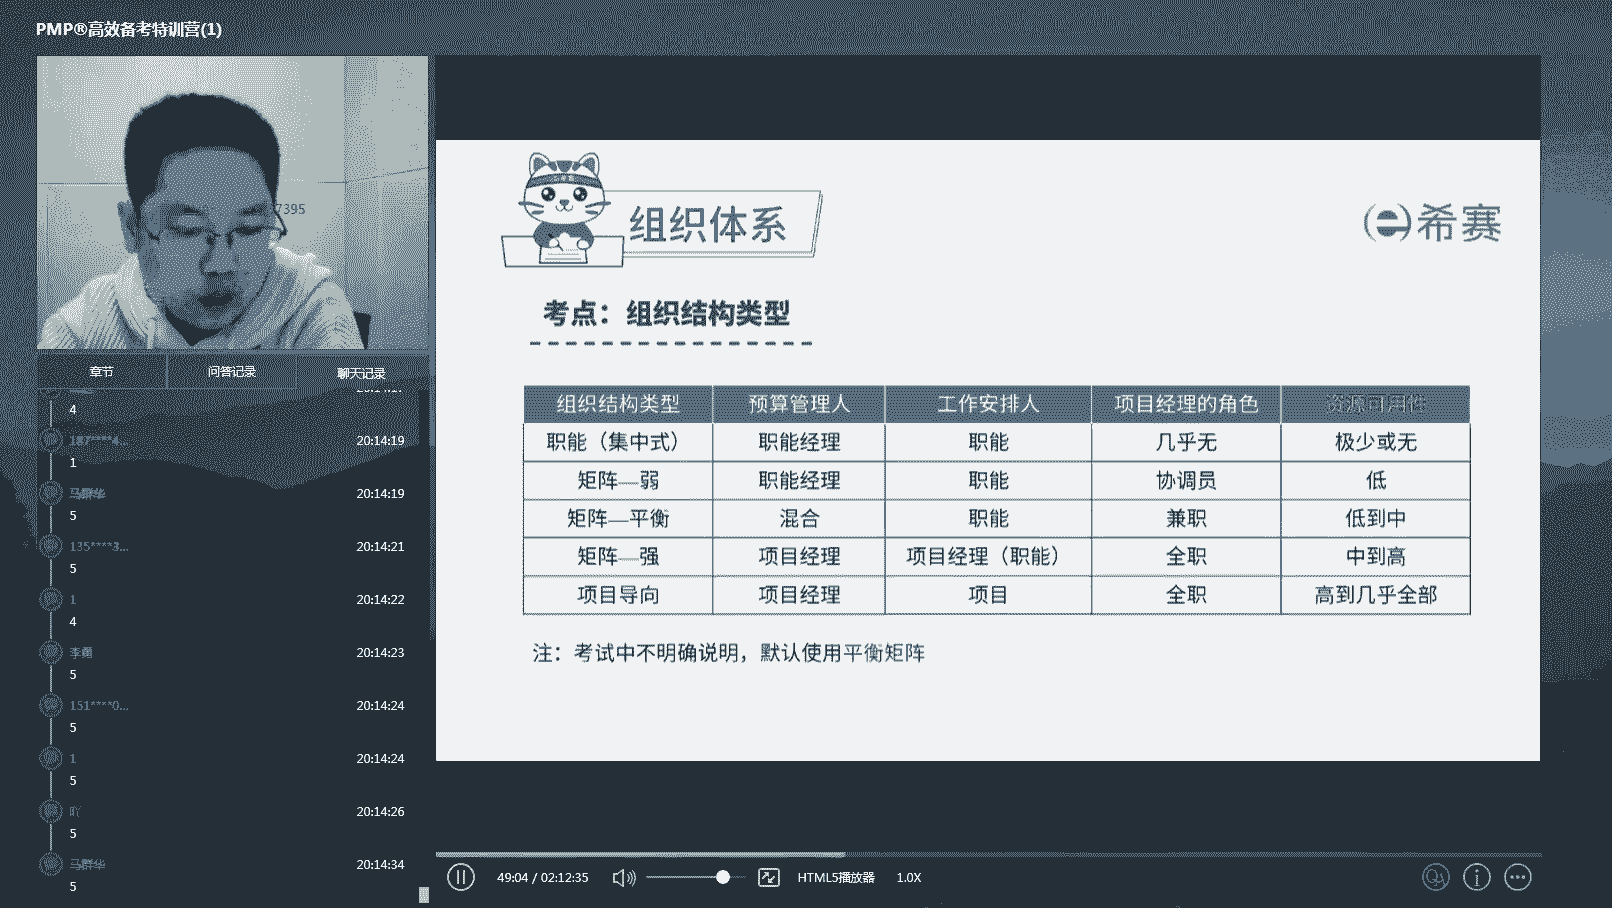 PMP®高效备考特训营(1)
7395
章节
问答记录
聊天记录
4
187****4...
20:14:19
1
马群华
20:14:19
5
135****3...
20:14:21
5
1
20:14:22
4
李勇
20:14:23
5
151****0...
20:14:24
5
1
20:14:24
5
20:14:26
5
马群华
20:14:34
5
组织体系
希赛
考点：组织结构类型
组织结构类型 预算管理人 工作安排人 项目经理的角色 资源可用性
职能（集中式） 职能经理 职能 几乎无 极少或无
矩阵—弱 职能经理 职能 协调员 低
矩阵—平衡 混合 职能 兼职 低到中
矩阵—强 项目经理 项目经理（职能） 全职 中到高
项目导向 项目经理 项目 全职 高到几乎全部
注：考试中不明确说明，默认使用平衡矩阵
49:04 / 02:12:35
HTML5播放器
1.0X